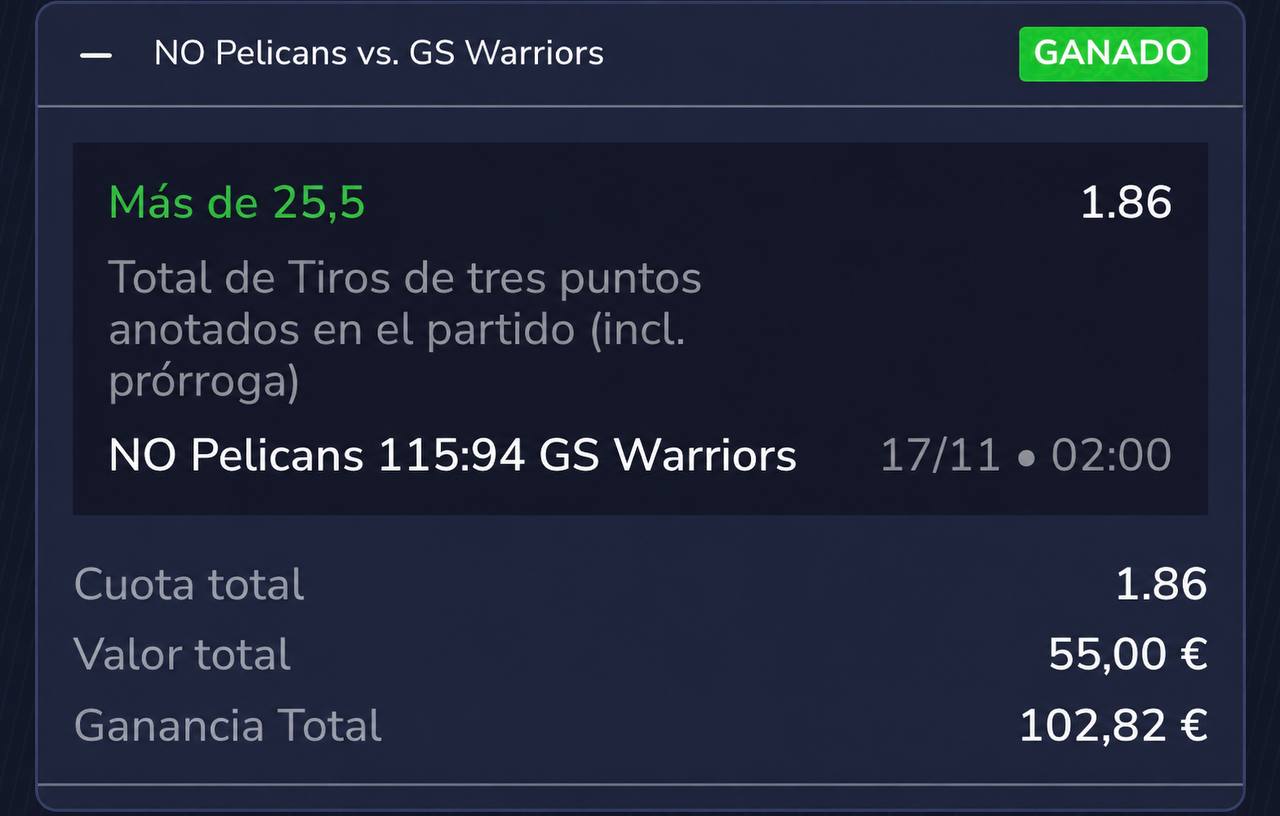 NO Pelicans vs. GS Warriors
GANADO
Más de 25,5
1.86
Total de Tiros de tres puntos
anotados en el partido (incl.
prórroga)
NO Pelicans 115:94 GS Warriors
17/11 • 02:00
Cuota total
1.86
Valor total
55,00 €
Ganancia Total
102,82 €